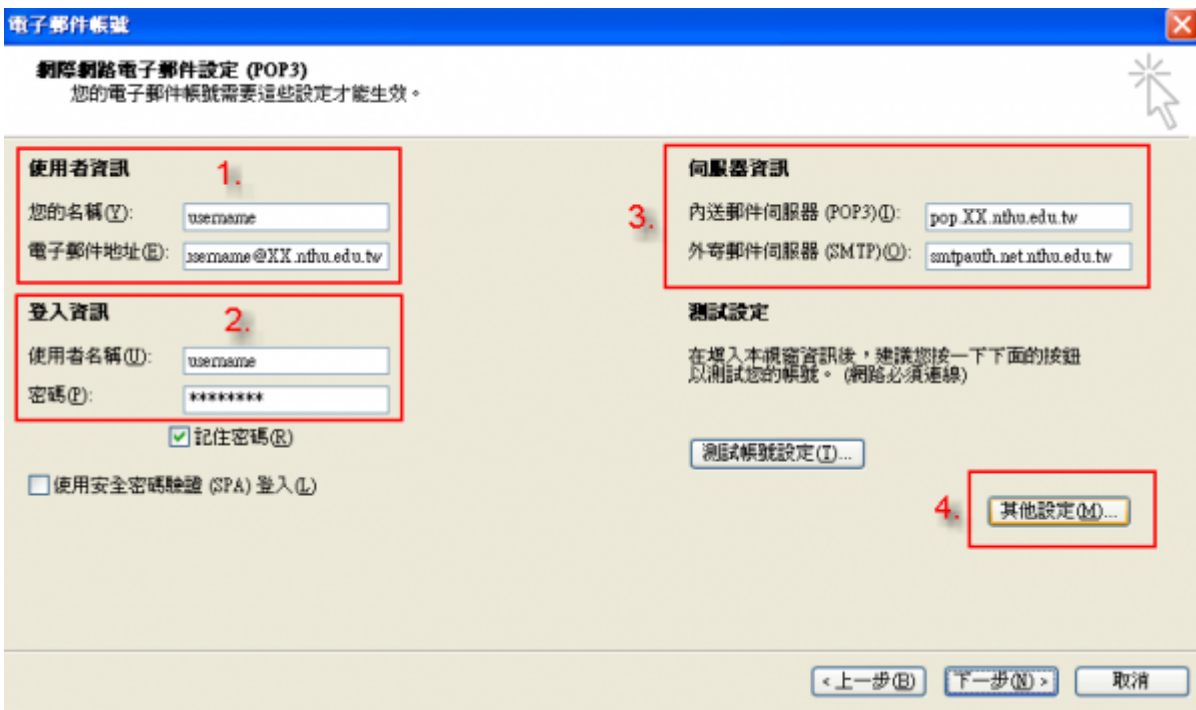 電子郵件帳號
網際網路電子郵件設定 (POP3)
您的電子郵件帳號需要這些設定才能生效。
使用者資訊
1.
您的名稱(Y):
username
電子郵件地址(E):
username@XX.nthu.edu.tw
登入資訊
2.
使用者名稱(U):
username
密碼(P):
********
記住密碼(R)
使用安全密碼驗證 (SPA) 登入(L)
3.
伺服器資訊
內送郵件伺服器 (POP3)(I):
pop.XX.nthu.edu.tw
外寄郵件伺服器 (SMTP)(O):
smtpauth.net.nthu.edu.tw
測試設定
在填入本視窗資訊後，建議您按一下下面的按鈕
以測試您的帳號。 (網路必須連線)
測試帳號設定(T)...
4.
其他設定(M)...
<上一步(B)
下一步(N) >
取消